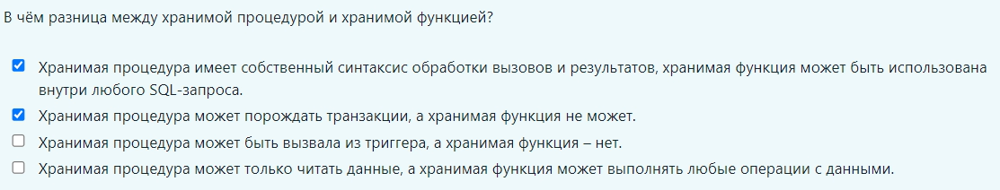 В чём разница между хранимой процедурой и хранимой функцией?
Хранимая процедура имеет собственный синтаксис обработки вызовов и результатов, хранимая функция может быть использована
внутри любого SQL-запроса.
Хранимая процедура может порождать транзакции, а хранимая функция не может.
Хранимая процедура может быть вызвала из триггера, а хранимая функция – нет.
Хранимая процедура может только читать данные, а хранимая функция может выполнять любые операции с данными.